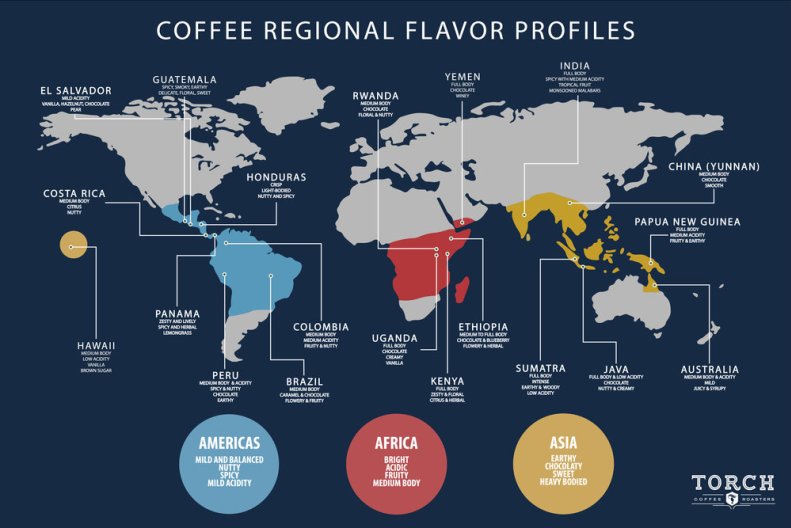 COFFEE REGIONAL FLAVOR PROFILES
EL SALVADOR
MILD ACIDITY
VANILLA, HAZELNUT, CHOCOLATE
PEAR
GUATEMALA
SPICY, SMOKY, EARTHY
DELICATE, FLORAL, SWEET
RWANDA
MEDIUM BODY
CHOCOLATE
FLORAL & NUTTY
YEMEN
FULL BODY
CHOCOLATE
WINEY
INDIA
FULL BODY
SPICY WITH MEDIUM ACIDITY
TROPICAL FRUIT
MONSOONED MALABARS
CHINA (YUNNAN)
MEDIUM BODY
CHOCOLATE
SMOOTH
HONDURAS
CRISP
LIGHT-BODIED
NUTTY AND SPICY
COSTA RICA
MEDIUM BODY
CITRUS
NUTTY
PAPUA NEW GUINEA
FULL BODY
MEDIUM ACIDITY
FRUITY & EARTHY
HAWAII
MEDIUM BODY
LOW ACIDITY
VANILLA
BROWN SUGAR
PANAMA
ZESTY AND LIVELY
SPICY AND HERBAL
LEMONGRASS
COLOMBIA
MEDIUM BODY
MEDIUM ACIDITY
FRUITY & NUTTY
UGANDA
FULL BODY
CHOCOLATE
CREAMY
VANILLA
ETHIOPIA
MEDIUM TO FULL BODY
CHOCOLATE & BLUEBERRY
FLOWERY & HERBAL
PERU
MEDIUM BODY & ACIDITY
SPICY & NUTTY
CHOCOLATE
EARTHY
BRAZIL
MEDIUM BODY
CARAMEL & CHOCOLATE
FLOWERY & FRUITY
KENYA
FULL BODY
ZESTY & FLORAL
CITRUS & HERBAL
SUMATRA
FULL BODY
INTENSE
EARTHY & WOODY
LOW ACIDITY
JAVA
FULL BODY & LOW ACIDITY
CHOCOLATE
NUTTY & CREAMY
AUSTRALIA
MEDIUM BODY & ACIDITY
MILD
JUICY & SYRUPY
AMERICAS
MILD AND BALANCED
NUTTY
SPICY
MILD ACIDITY
AFRICA
BRIGHT
ACIDIC
FRUITY
MEDIUM BODY
ASIA
EARTHY
CHOCOLATY
SWEET
HEAVY BODIED
TORCH
COFFEE ROASTERS